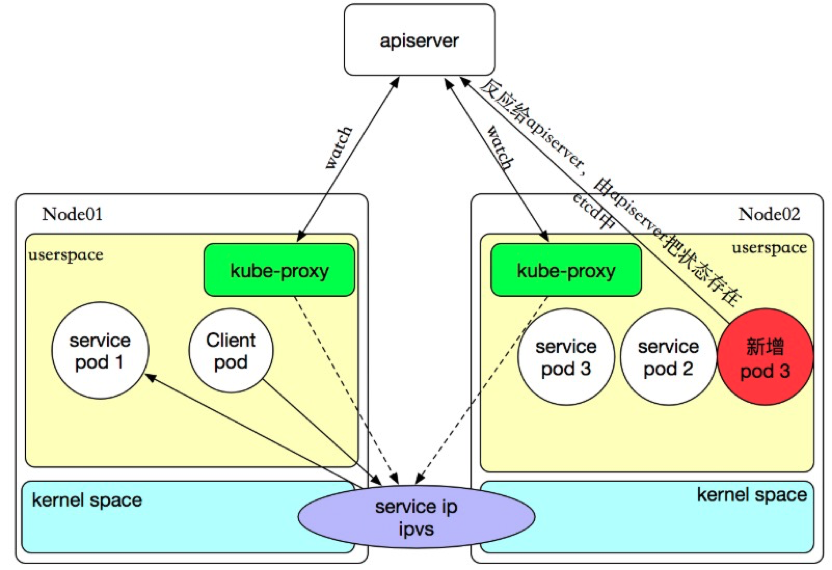 apiserver
watch
watch
反应给apiserver，由apiserver把状态存在
etcd中
Node01
Node02
userspace
userspace
kube-proxy
kube-proxy
service
pod 1
Client
pod
service
pod 3
service
pod 2
新增
pod 3
kernel space
kernel space
service ip
ipvs